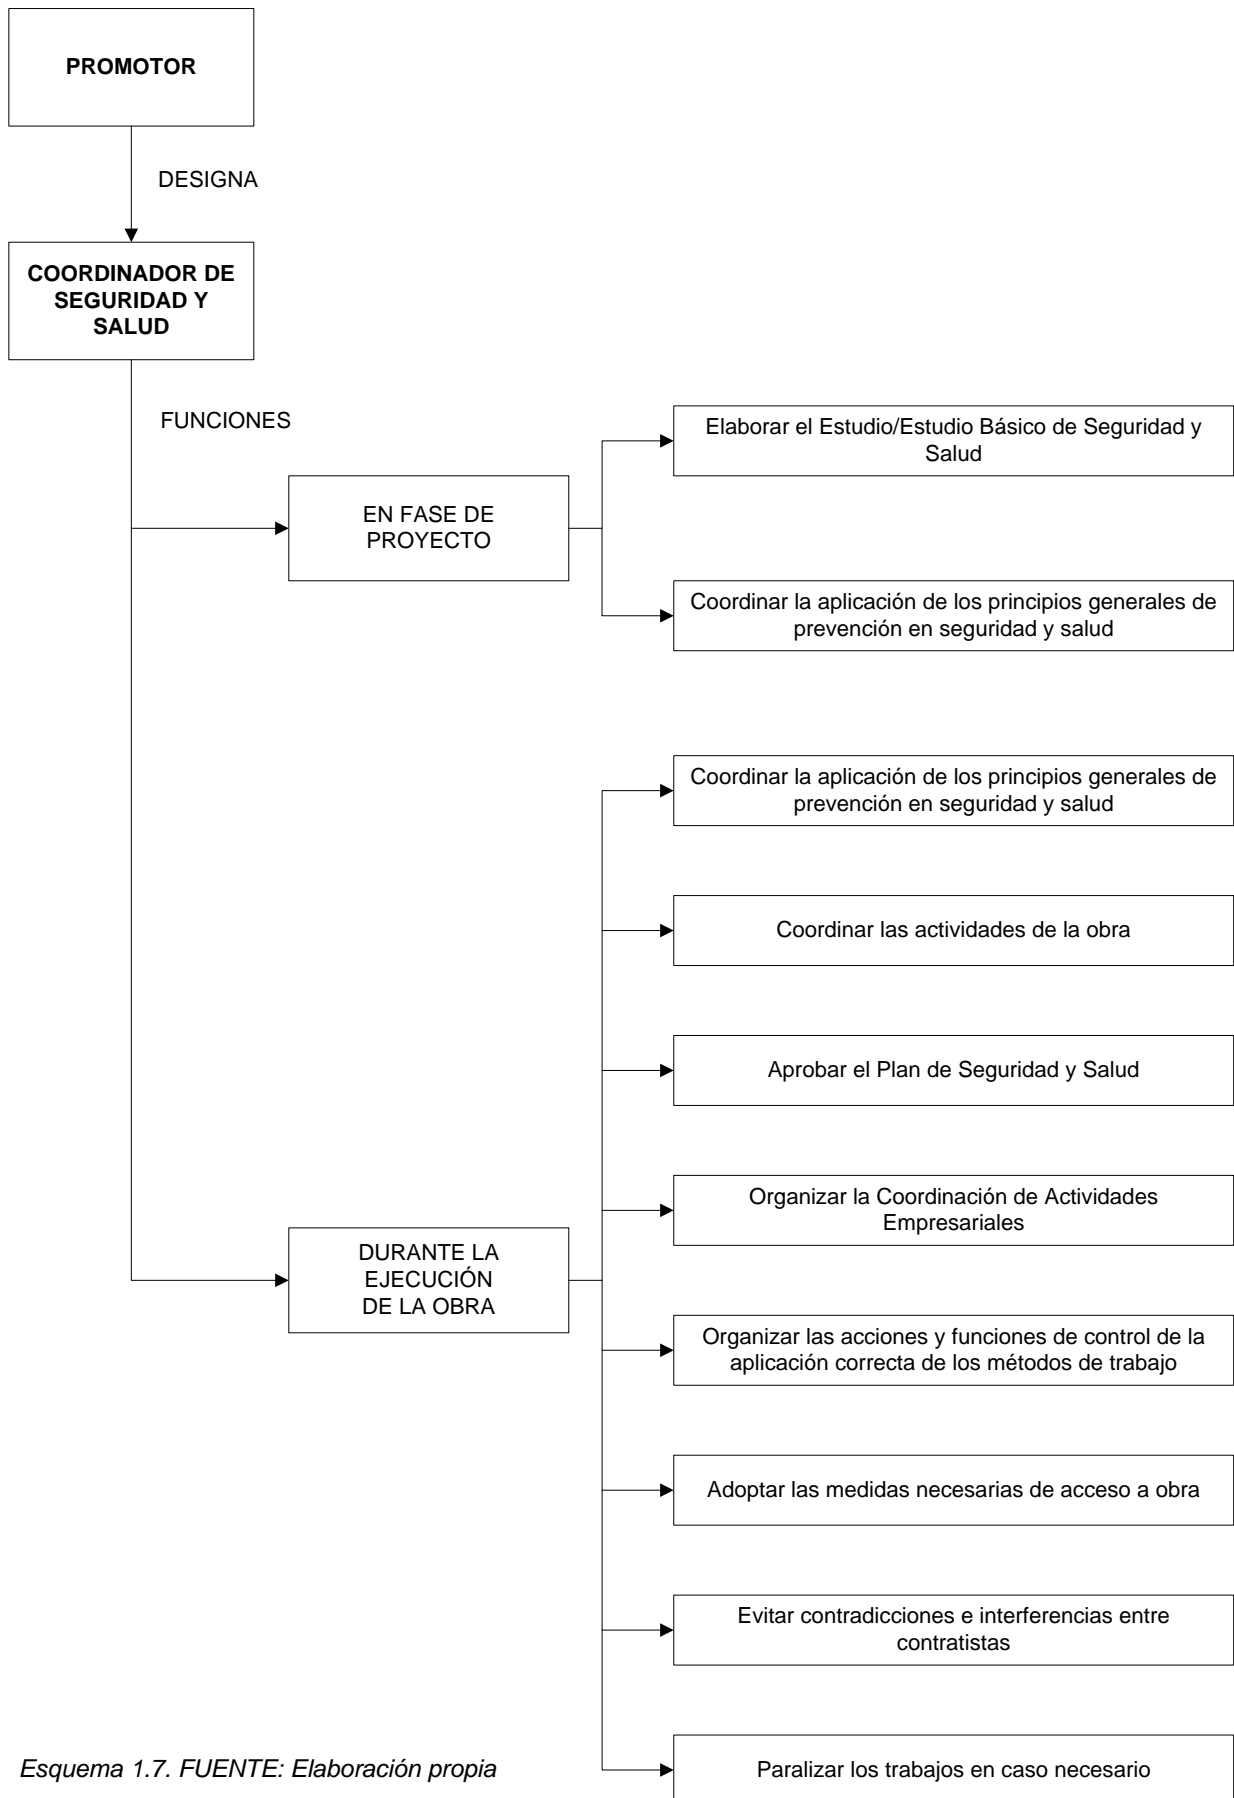 PROMOTOR
DESIGNA
COORDINADOR DE
SEGURIDAD Y
SALUD
FUNCIONES
EN FASE DE
PROYECTO
Elaborar el Estudio/Estudio Básico de Seguridad y
Salud
Coordinar la aplicación de los principios generales de
prevención en seguridad y salud
DURANTE LA
EJECUCIÓN
DE LA OBRA
Coordinar la aplicación de los principios generales de
prevención en seguridad y salud
Coordinar las actividades de la obra
Aprobar el Plan de Seguridad y Salud
Organizar la Coordinación de Actividades
Empresariales
Organizar las acciones y funciones de control de la
aplicación correcta de los métodos de trabajo
Adoptar las medidas necesarias de acceso a obra
Evitar contradicciones e interferencias entre
contratistas
Paralizar los trabajos en caso necesario
Esquema 1.7. FUENTE: Elaboración propia